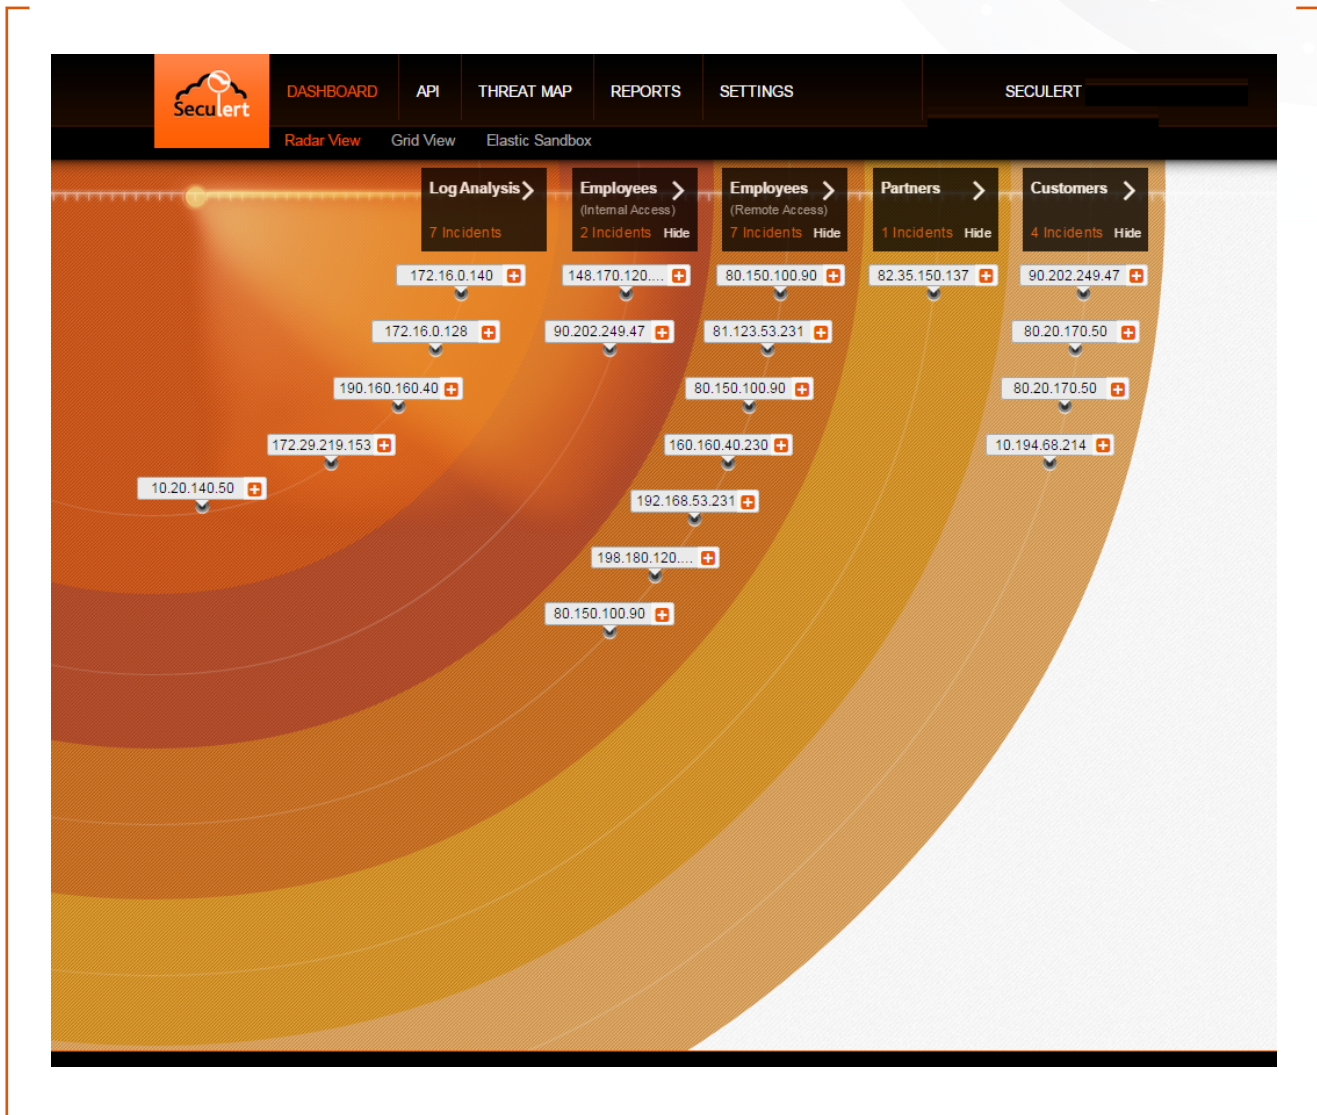 Seculert
DASHBOARD API THREAT MAP REPORTS SETTINGS SECULERT
Radar View Grid View Elastic Sandbox
Log Analysis Employees Employees Partners Customers
(Internal Access) (Remote Access)
7 Incidents 2 Incidents Hide 7 Incidents Hide 1 Incidents Hide 4 Incidents Hide
172.16.0.140 148.170.120.... 80.150.100.90 82.35.150.137 90.202.249.47
172.16.0.128 90.202.249.47 81.123.53.231 80.20.170.50
190.160.160.40 80.150.100.90 80.20.170.50
172.29.219.153 160.160.40.230 10.194.68.214
10.20.140.50 192.168.53.231
198.180.120....
80.150.100.90